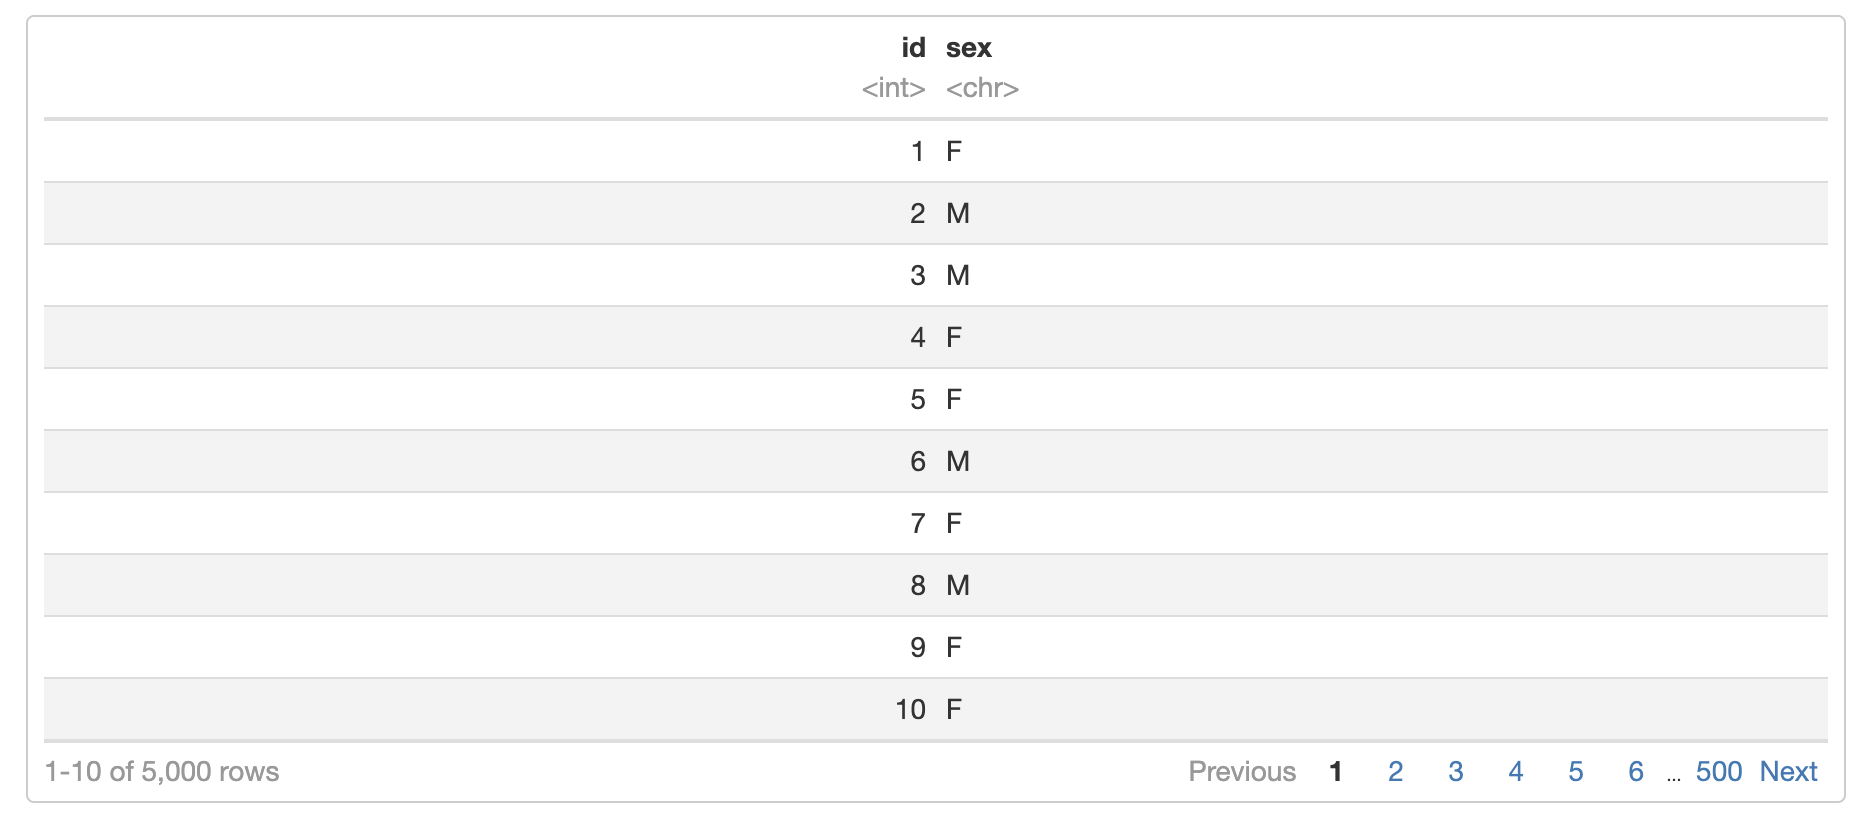 id sex
<int> <chr>
1 F
2 M
3 M
4 F
5 F
6 M
7 F
8 M
9 F
10 F
1-10 of 5,000 rows Previous 1 2 3 4 5 6 ... 500 Next